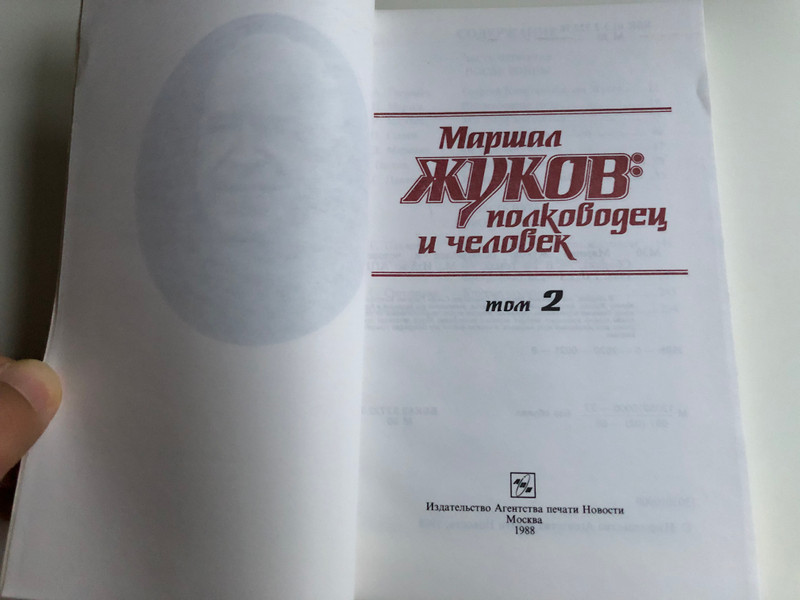 Маршал
ЖУКОВ:
полководец
и человек
том 2
Издательство Агентства печати Новости
Москва
1988